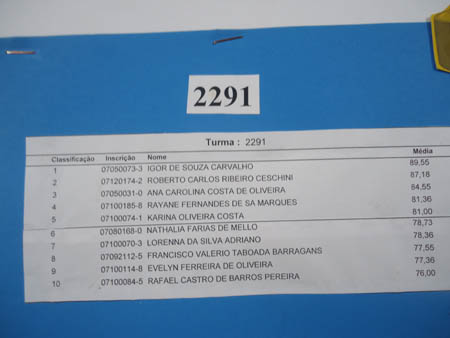 2291
Turma : 2291
Classificação Inscrição Nome Média
1 07050073-3 IGOR DE SOUZA CARVALHO 89,55
2 07120174-2 ROBERTO CARLOS RIBEIRO CESCHINI 87,18
3 07050031-0 ANA CAROLINA COSTA DE OLIVEIRA 84,55
4 07100185-8 RAYANE FERNANDES DE SA MARQUES 81,36
5 07100074-1 KARINA OLIVEIRA COSTA 81,00
6 07080168-0 NATHALIA FARIAS DE MELLO 78,73
7 07100070-3 LORENNA DA SILVA ADRIANO 78,36
8 07092112-5 FRANCISCO VALERIO TABOADA BARRAGANS 77,55
9 07100114-8 EVELYN FERREIRA DE OLIVEIRA 77,36
10 07100084-5 RAFAEL CASTRO DE BARROS PEREIRA 76,00